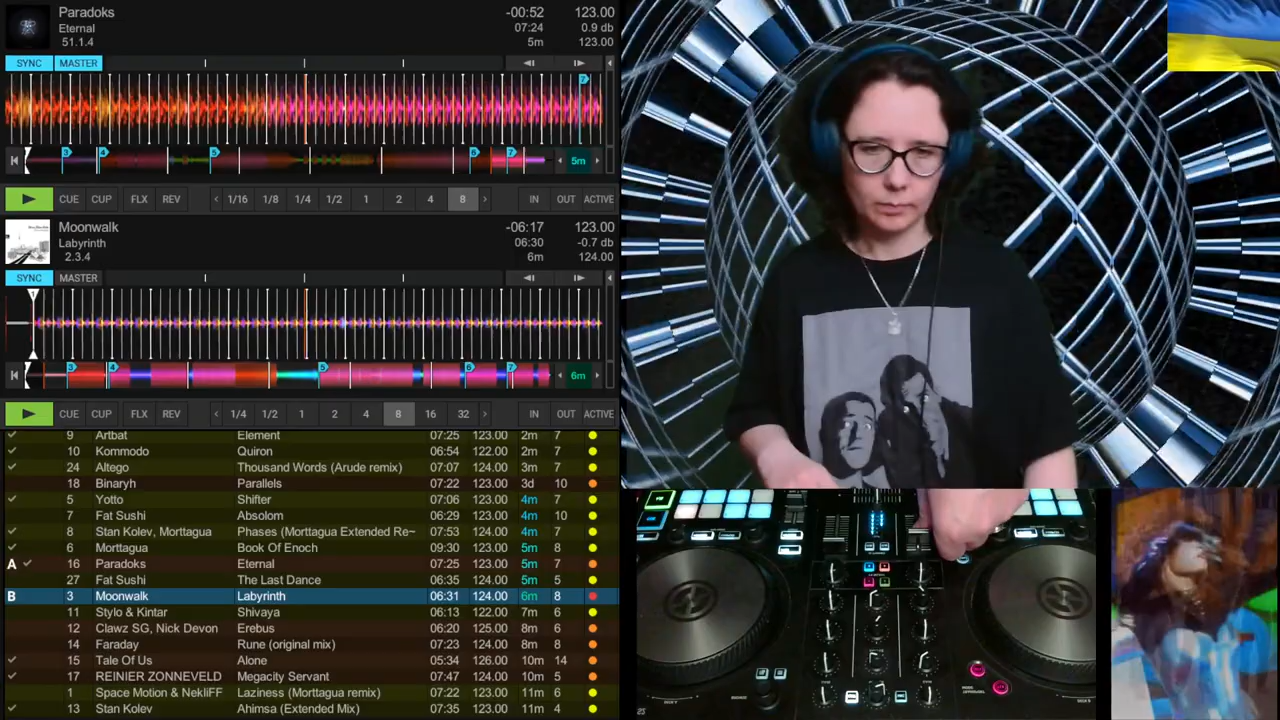 Paradoks -00:52 123.00
Eternal 07:24 0.9 db
51.1.4 5m 123.00
SYNC MASTER
7
3 4 5 6 7 5m
CUE CUP FLX REV 1/16 1/8 1/4 1/2 1 2 4 8 IN OUT ACTIVE
Moonwalk -06:17 123.00
Labyrinth 06:30 -0.7 db
2.3.4 6m 124.00
SYNC MASTER
3 4 5 6 7 6m
CUE CUP FLX REV 1/4 1/2 1 2 4 8 16 32 IN OUT ACTIVE
9 Artbat Element 07:25 123.00 2m 7
10 Kommodo Quiron 06:54 122.00 2m 7
24 Altego Thousand Words (Arude remix) 07:07 124.00 3m 7
18 Binaryh Parallels 07:22 123.00 3d 10
5 Yotto Shifter 07:06 123.00 4m 7
7 Fat Sushi Absolom 06:29 123.00 4m 10
8 Stan Kolev, Morttagua Phases (Morttagua Extended Re~ 07:53 124.00 4m 7
6 Morttagua Book Of Enoch 09:30 123.00 5m 8
A 16 Paradoks Eternal 07:25 123.00 5m 7
27 Fat Sushi The Last Dance 06:35 124.00 5m 5
B 3 Moonwalk Labyrinth 06:31 124.00 6m 8
11 Stylo & Kintar Shivaya 06:13 122.00 7m 6
12 Clawz SG, Nick Devon Erebus 06:20 125.00 8m 6
14 Faraday Rune (original mix) 07:23 124.00 8m 8
15 Tale Of Us Alone 05:34 126.00 10m 14
17 REINIER ZONNEVELD Megacity Servant 07:47 124.00 10m 5
1 Space Motion & NekliFF Laziness (Morttagua remix) 07:22 123.00 11m 6
13 Stan Kolev Ahimsa (Extended Mix) 07:39 123.00 11m 4